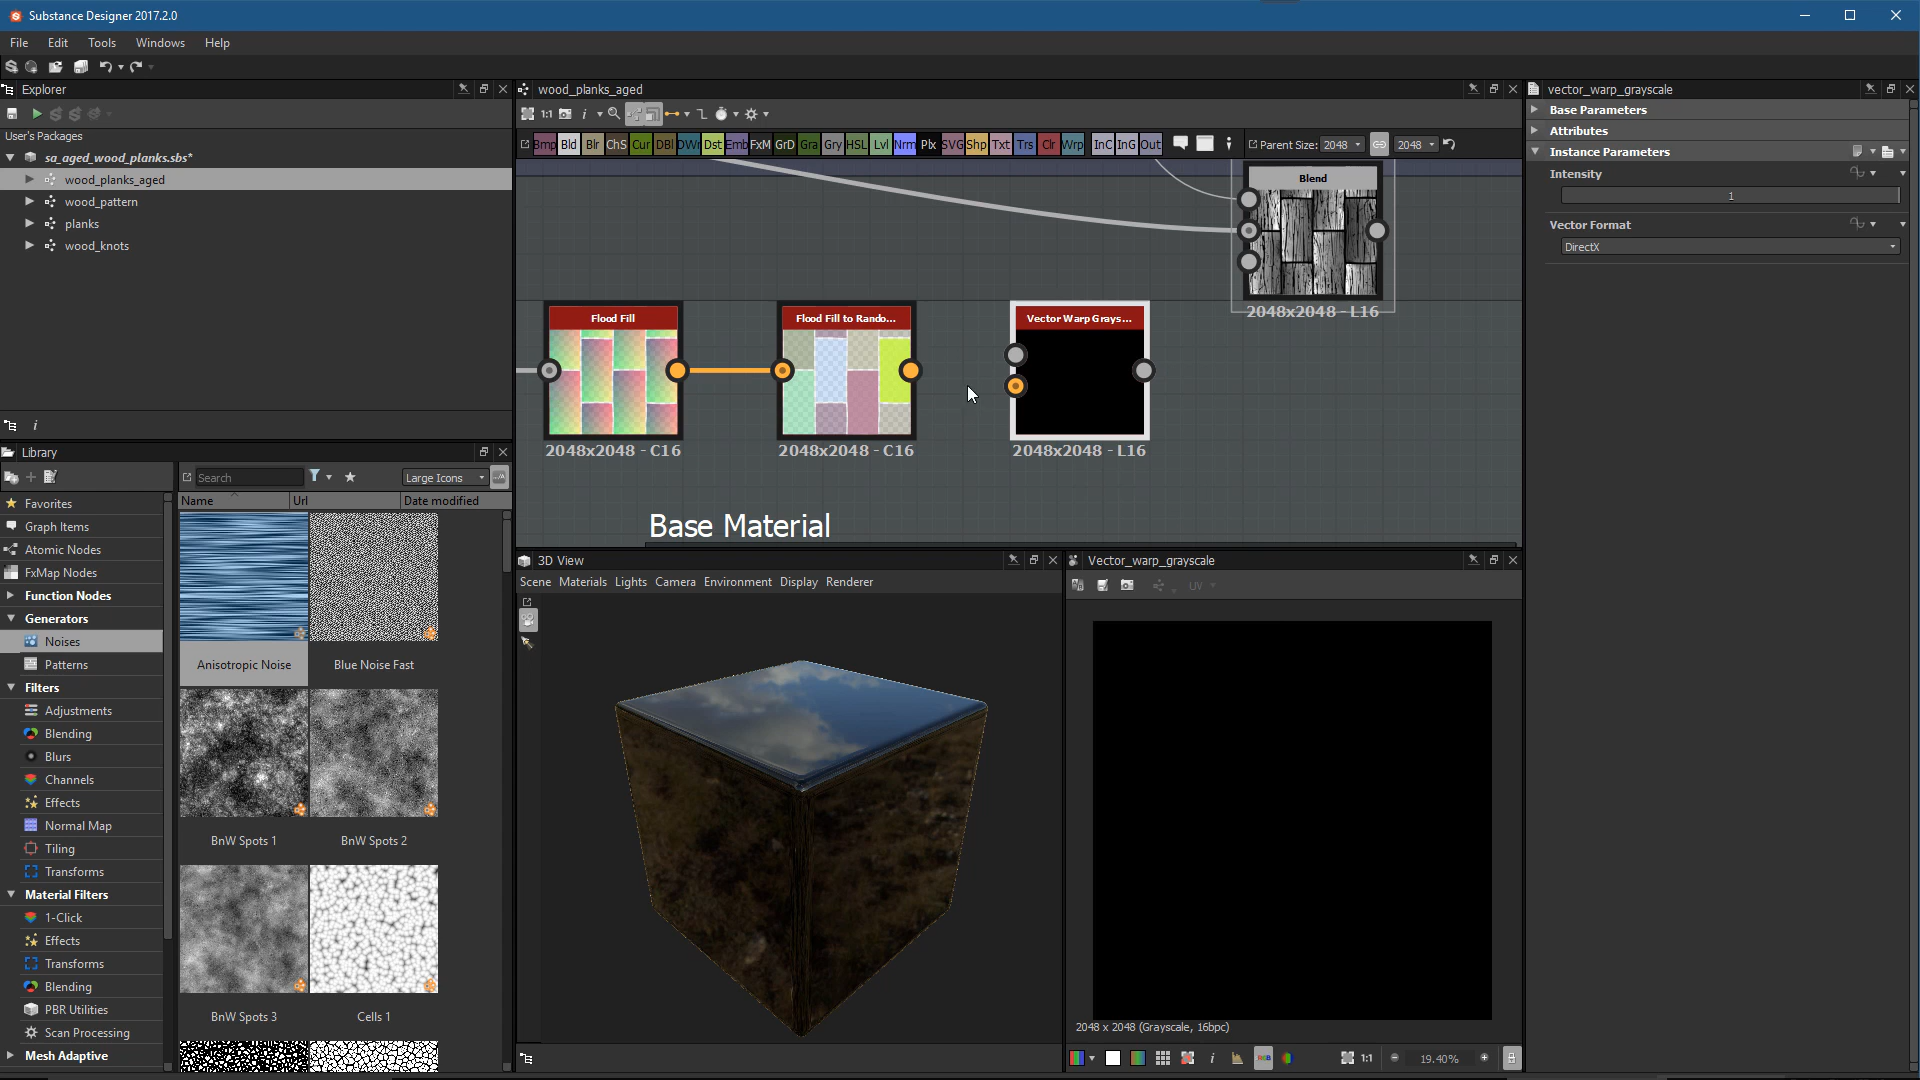 Substance Designer 2017.2.0
File Edit Tools Windows Help
Explorer
User's Packages
sa_aged_wood_planks.sbs*
wood_planks_aged
wood_pattern
planks
wood_knots
Library
Search
Large Icons
Name Url Date modified
Favorites
Graph Items
Atomic Nodes
FxMap Nodes
Function Nodes
Generators
Noises
Patterns
Filters
Adjustments
Blending
Blurs
Channels
Effects
Normal Map
Tiling
Transforms
Material Filters
1-Click
Effects
Transforms
Blending
PBR Utilities
Scan Processing
Mesh Adaptive
Anisotropic Noise
Blue Noise Fast
BnW Spots 1
BnW Spots 2
BnW Spots 3
Cells 1
wood_planks_aged
1:1
Bmp Bld Blr ChS Cur DBl DWr Dst Emb FxM GrD Gra Gry HSL Lvl Nrm Plx SVG Shp Txt Trs Clr Wrp InC InG Out
Parent Size: 2048 2048
Blend
2048x2048 - L16
Flood Fill
2048x2048 - C16
Flood Fill to Rando...
2048x2048 - C16
Vector Warp Grays...
2048x2048 - L16
Base Material
3D View
Scene Materials Lights Camera Environment Display Renderer
Vector_warp_grayscale
UV
2048 x 2048 (Grayscale, 16bpc)
1:1
19.40%
vector_warp_grayscale
Base Parameters
Attributes
Instance Parameters
Intensity
1
Vector Format
DirectX